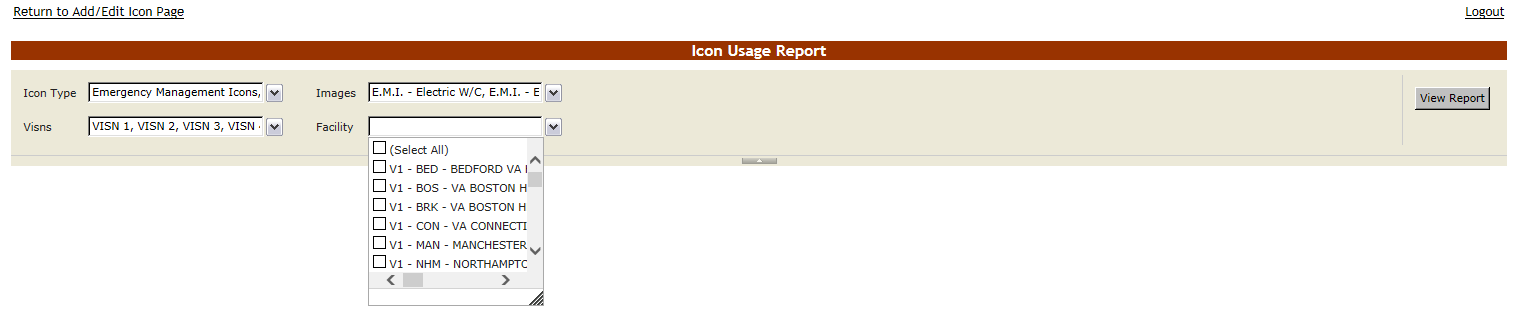 Return to Add/Edit Icon Page Logout
Icon Usage Report
Icon Type Emergency Management Icons, Images E.M.I. - Electric W/C, E.M.I. - E View Report
Visns VISN 1, VISN 2, VISN 3, VISN Facility
(Select All)
V1 - BED - BEDFORD VA
V1 - BOS - VA BOSTON H
V1 - BRK - VA BOSTON H
V1 - CON - VA CONNECTI
V1 - MAN - MANCHESTER
V1 - NHM - NORTHAMPTO